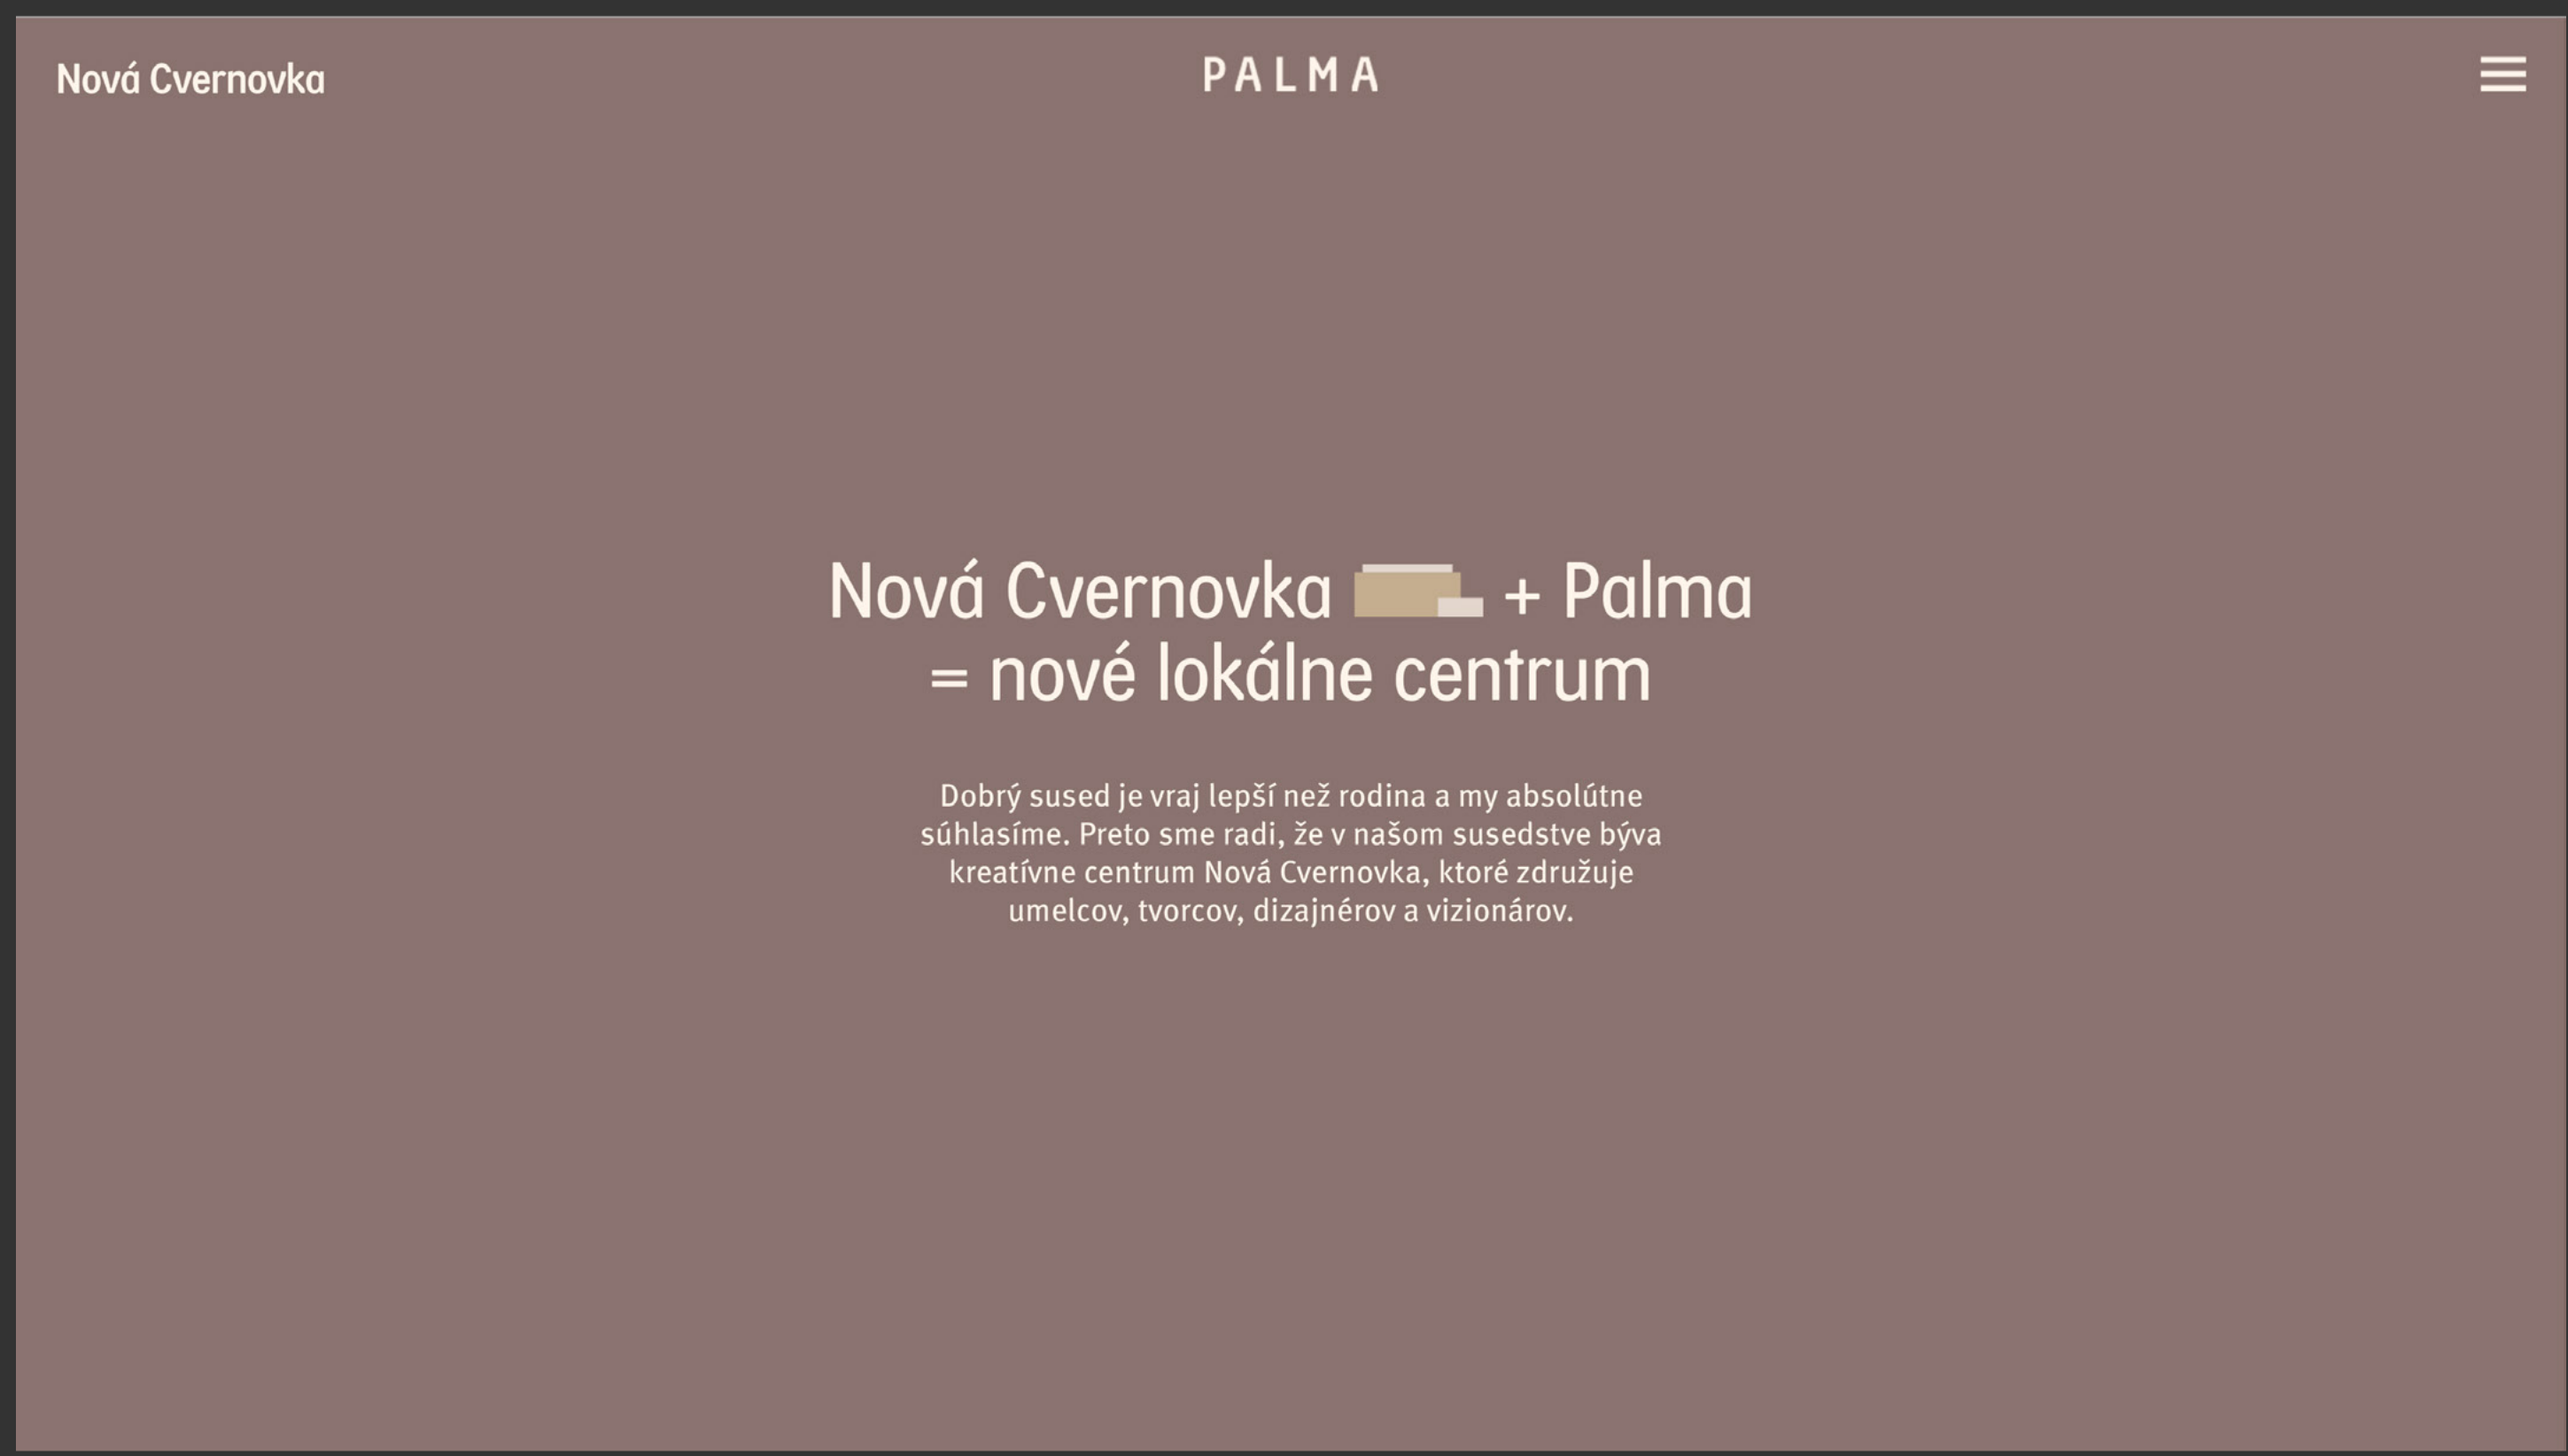 Nová Cvernovka
PALMA
Nová Cvernovka + Palma
= nové lokálne centrum
Dobrý sused je vraj lepší než rodina a my absolútne
súhlasíme. Preto sme radi, že v našom susedstve býva
kreatívne centrum Nová Cvernovka, ktoré združuje
umelcov, tvorcov, dizajnérov a vizionárov.